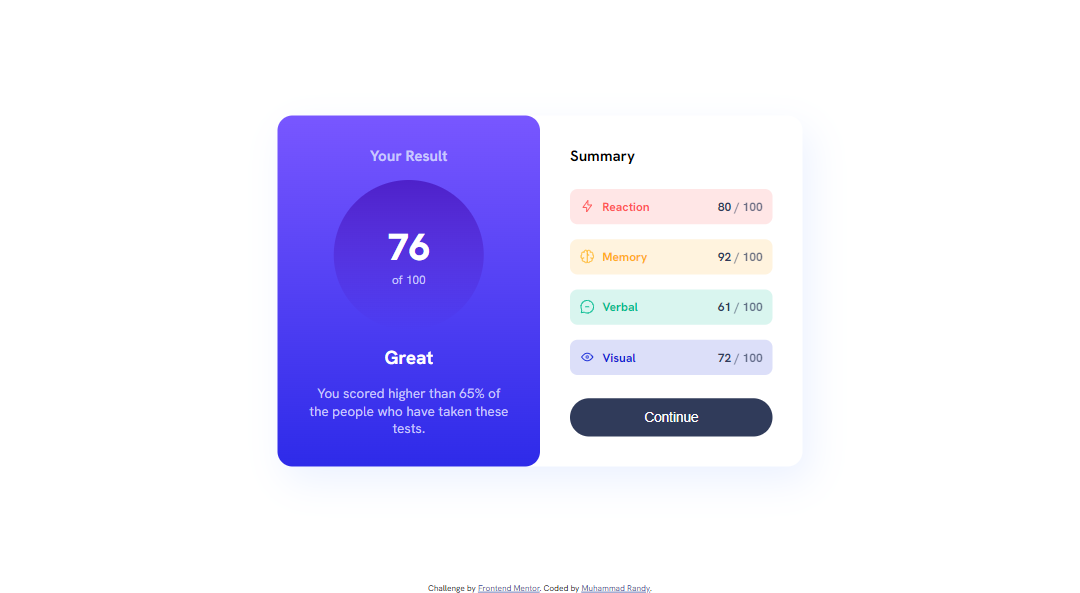 Your Result
76
of 100
Great
You scored higher than 65% of
the people who have taken these
tests.
Summary
Reaction 80 / 100
Memory 92 / 100
Verbal 61 / 100
Visual 72 / 100
Continue
Challenge by Frontend Mentor. Coded by Muhammad Randy.